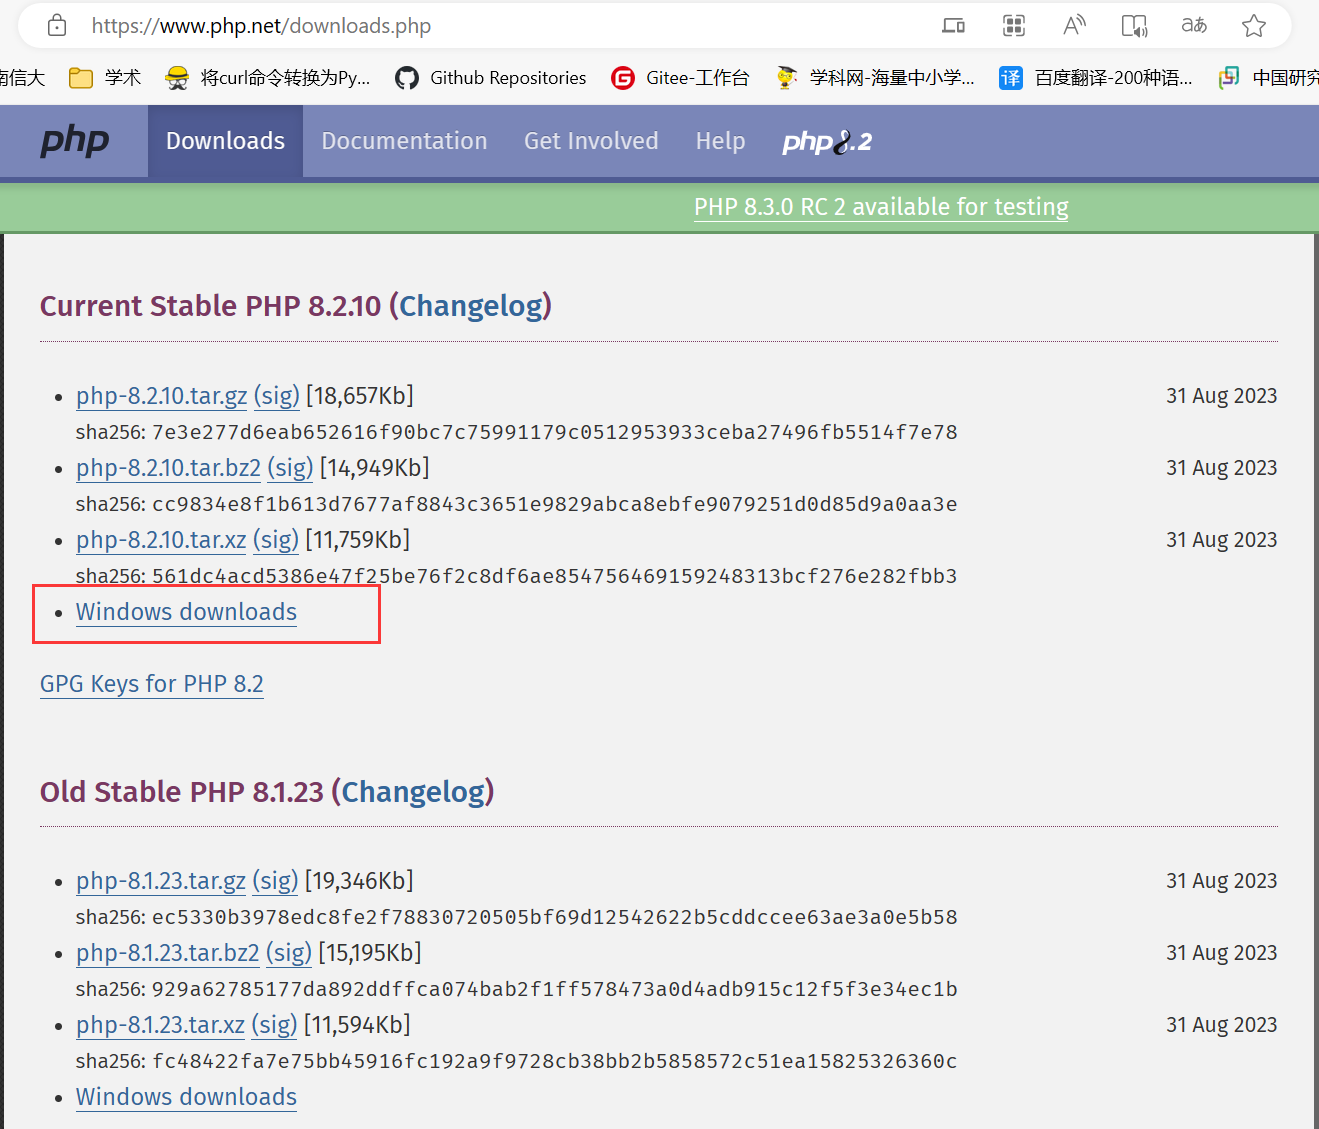 https://www.php.net/downloads.php
南信大 学术 将curl命令转换为Py... Github Repositories Gitee-工作台 学科网-海量中小学... 译 百度翻译-200种语... 中国研究
php Downloads Documentation Get Involved Help php8.2
PHP 8.3.0 RC 2 available for testing
Current Stable PHP 8.2.10 (Changelog)
• php-8.2.10.tar.gz (sig) [18,657Kb] 31 Aug 2023
sha256: 7e3e277d6eab652616f90bc7c75991179c0512953933ceba27496fb5514f7e78
• php-8.2.10.tar.bz2 (sig) [14,949Kb] 31 Aug 2023
sha256: cc9834e8f1b613d7677af8843c3651e9829abca8ebfe9079251d0d85d9a0aa3e
• php-8.2.10.tar.xz (sig) [11,759Kb] 31 Aug 2023
sha256: 561dc4acd5386e47f25be76f2c8df6ae854756469159248313bcf276e282fbb3
• Windows downloads
GPG Keys for PHP 8.2
Old Stable PHP 8.1.23 (Changelog)
• php-8.1.23.tar.gz (sig) [19,346Kb] 31 Aug 2023
sha256: ec5330b3978edc8fe2f78830720505bf69d12542622b5cddccee63ae3a0e5b58
• php-8.1.23.tar.bz2 (sig) [15,195Kb] 31 Aug 2023
sha256: 929a62785177da892ddffca074bab2f1ff578473a0d4adb915c12f5f3e34ec1b
• php-8.1.23.tar.xz (sig) [11,594Kb] 31 Aug 2023
sha256: fc48422fa7e75bb45916fc192a9f9728cb38bb2b5858572c51ea15825326360c
• Windows downloads